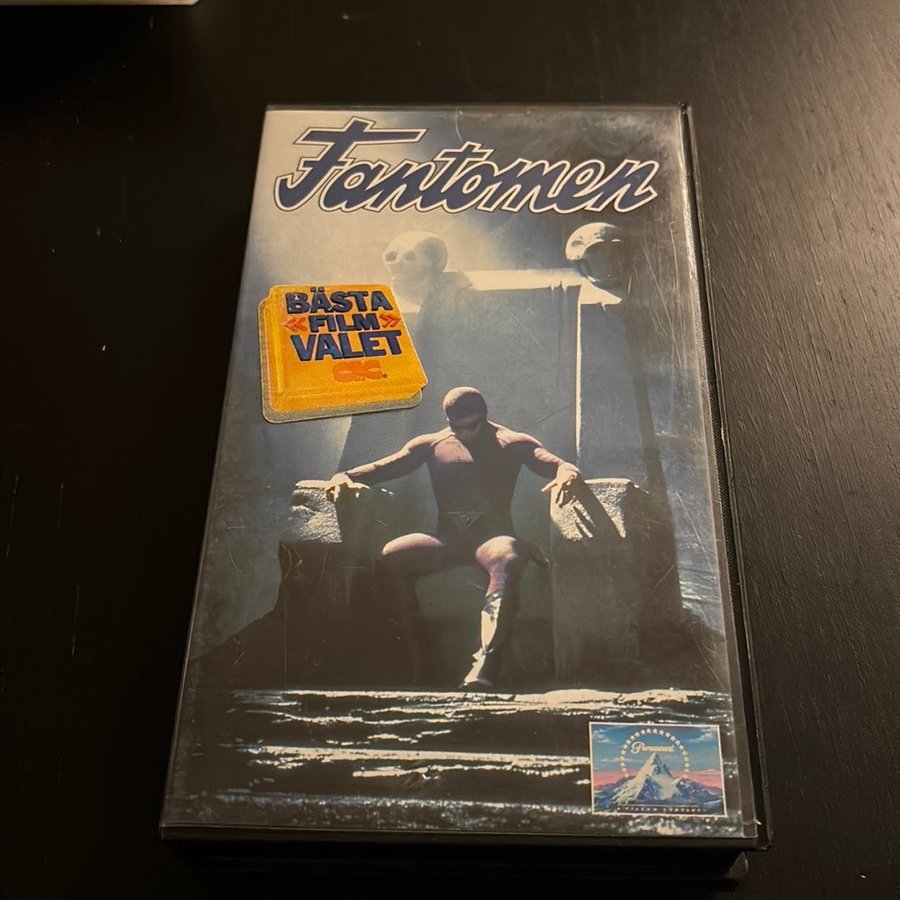 Fantomen
BÄSTA
«FILM»
VALET
CIC®
Paramount